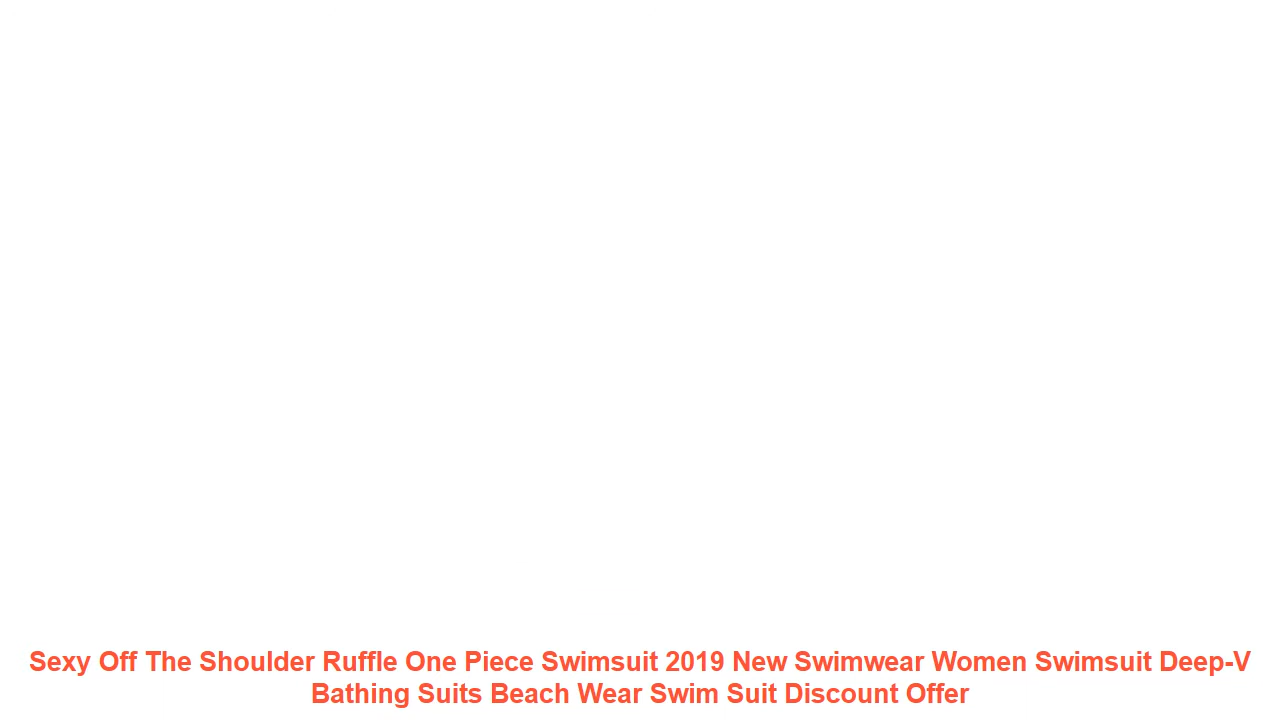 Sexy Off The Shoulder Ruffle One Piece Swimsuit 2019 New Swimwear Women Swimsuit Deep-V
Bathing Suits Beach Wear Swim Suit Discount Offer